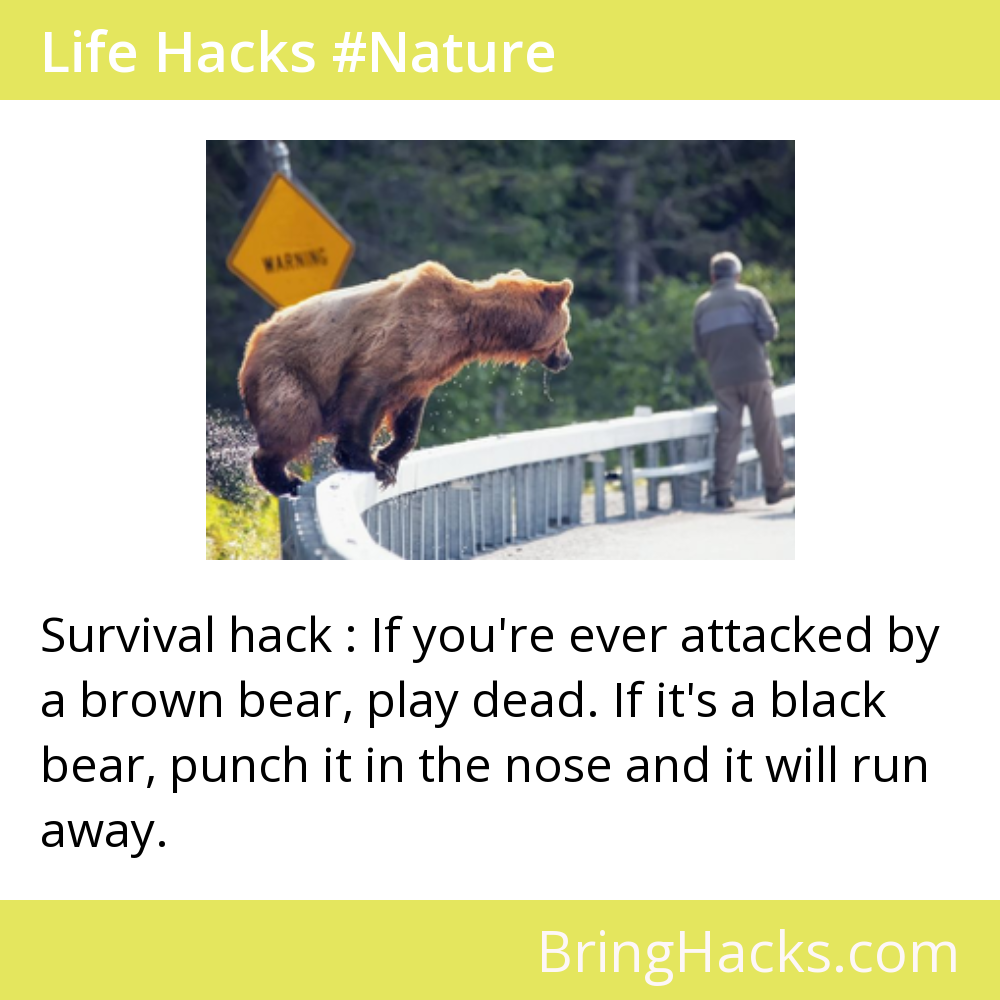 Life Hacks #Nature
WARNING
Survival hack : If you're ever attacked by
a brown bear, play dead. If it's a black
bear, punch it in the nose and it will run
away.
BringHacks.com